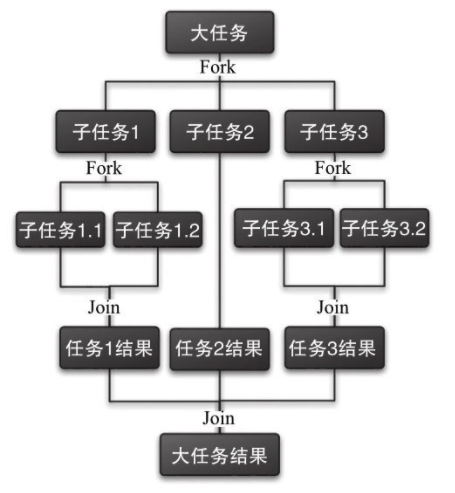 大任务
Fork
子任务1 子任务2 子任务3
Fork Fork
子任务1.1 子任务1.2 子任务3.1 子任务3.2
Join Join
任务1结果 任务2结果 任务3结果
Join
大任务结果